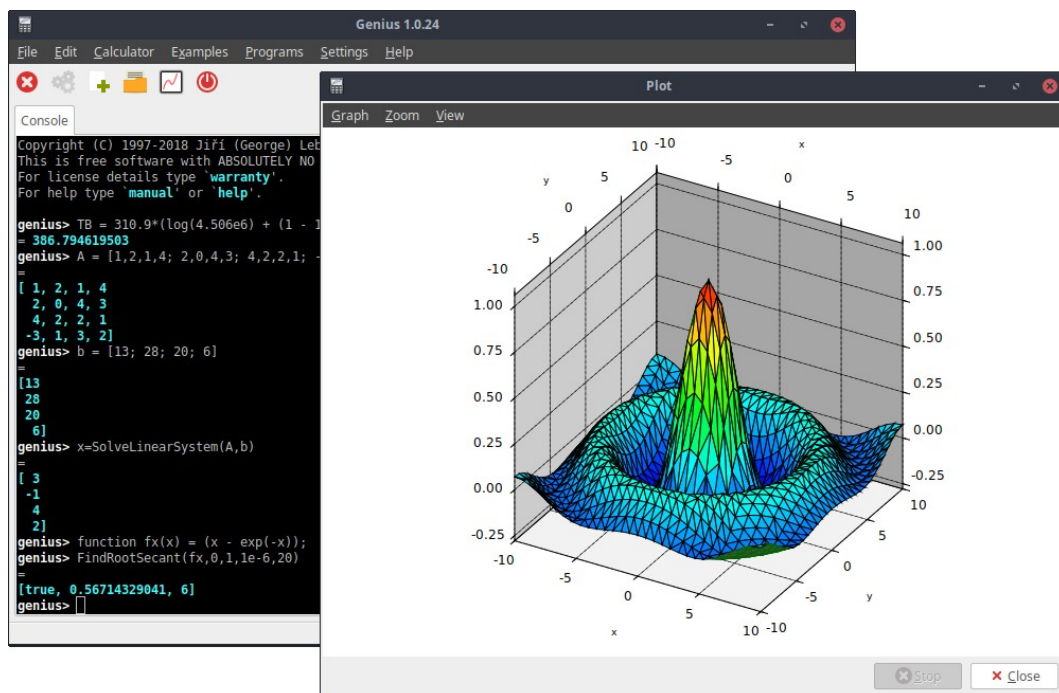 Genius 1.0.24
File Edit Calculator Examples Programs Settings Help
Console
Copyright (C) 1997-2018 Jiří (George) Leb
This is free software with ABSOLUTELY NO
For license details type `warranty'.
For help type `manual' or `help'.
genius> TB = 310.9*(log(4.506e6) + (1 - 1
= 386.794619503
genius> A = [1,2,1,4; 2,0,4,3; 4,2,2,1; -
=
[ 1, 2, 1, 4
2, 0, 4, 3
4, 2, 2, 1
-3, 1, 3, 2]
genius> b = [13; 28; 20; 6]
=
[13
28
20
6]
genius> x=SolveLinearSystem(A,b)
=
[ 3
-1
4
2]
genius> function fx(x) = (x - exp(-x));
genius> FindRootSecant(fx,0,1,1e-6,20)
=
[true, 0.56714329041, 6]
genius>
Plot
Graph Zoom View
10 -10 x
-5
y 5 0
0 5
-5 10
-10 1.00
1.00 0.75
0.75 0.50
0.50 0.25
0.25 0.00
0.00 -0.25
-0.25 10
-10 5
-5 0
0 -5 y
5
x 10 -10
Stop Close